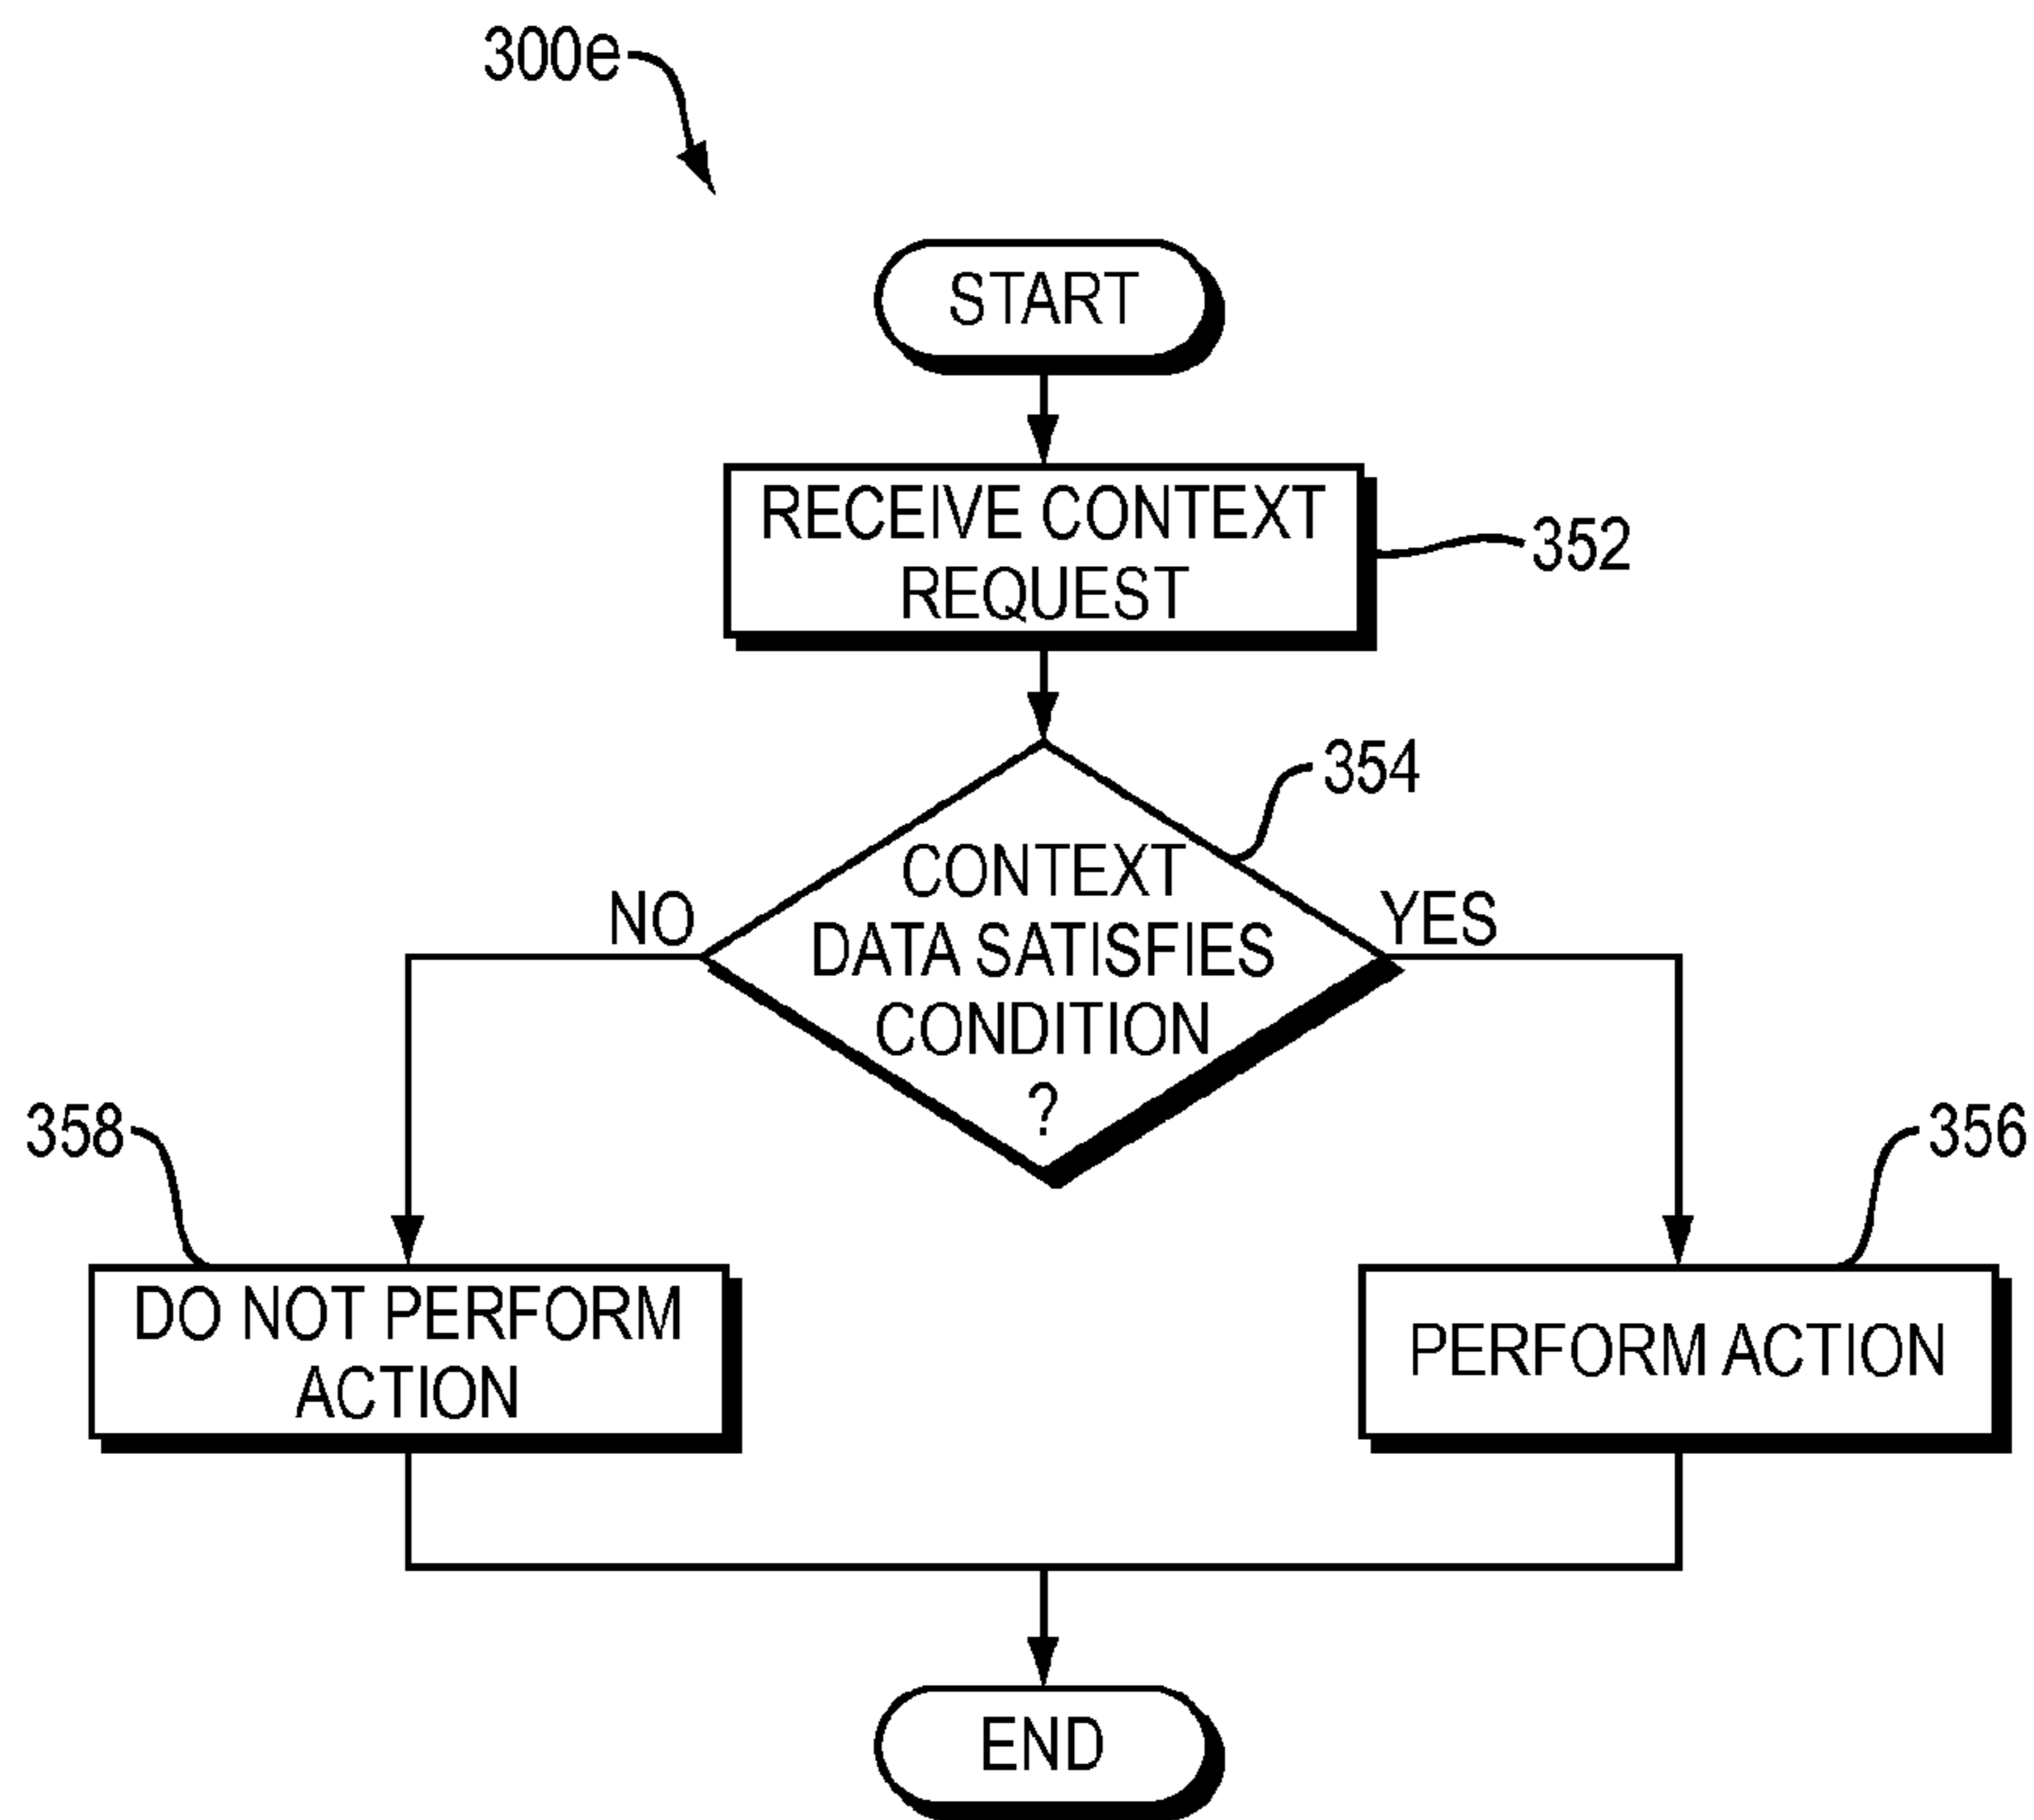 300e
START
RECEIVE CONTEXT
REQUEST
352
354
CONTEXT
DATA SATISFIES
CONDITION
?
NO
YES
358
356
DO NOT PERFORM
ACTION
PERFORM ACTION
END